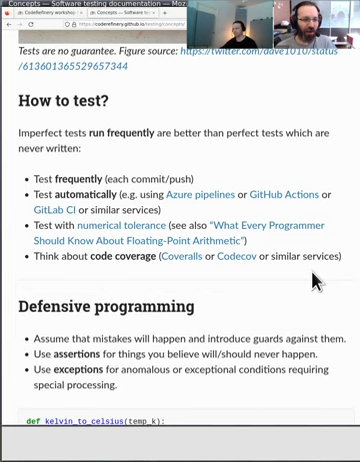 Concepts — Software testing documentation — Moz
CodeRefinery worksho
Concepts — Software te
https://coderefinery.github.io/testing/concepts/
Tests are no guarantee. Figure source: https://twitter.com/dave1010/status
/613601365529657344
How to test?
Imperfect tests run frequently are better than perfect tests which are
never written:
• Test frequently (each commit/push)
• Test automatically (e.g. using Azure pipelines or GitHub Actions or
GitLab CI or similar services)
• Test with numerical tolerance (see also “What Every Programmer
Should Know About Floating-Point Arithmetic”)
• Think about code coverage (Coveralls or Codecov or similar services)
Defensive programming
• Assume that mistakes will happen and introduce guards against them.
• Use assertions for things you believe will/should never happen.
• Use exceptions for anomalous or exceptional conditions requiring
special processing.
def kelvin_to_celsius(temp_k):